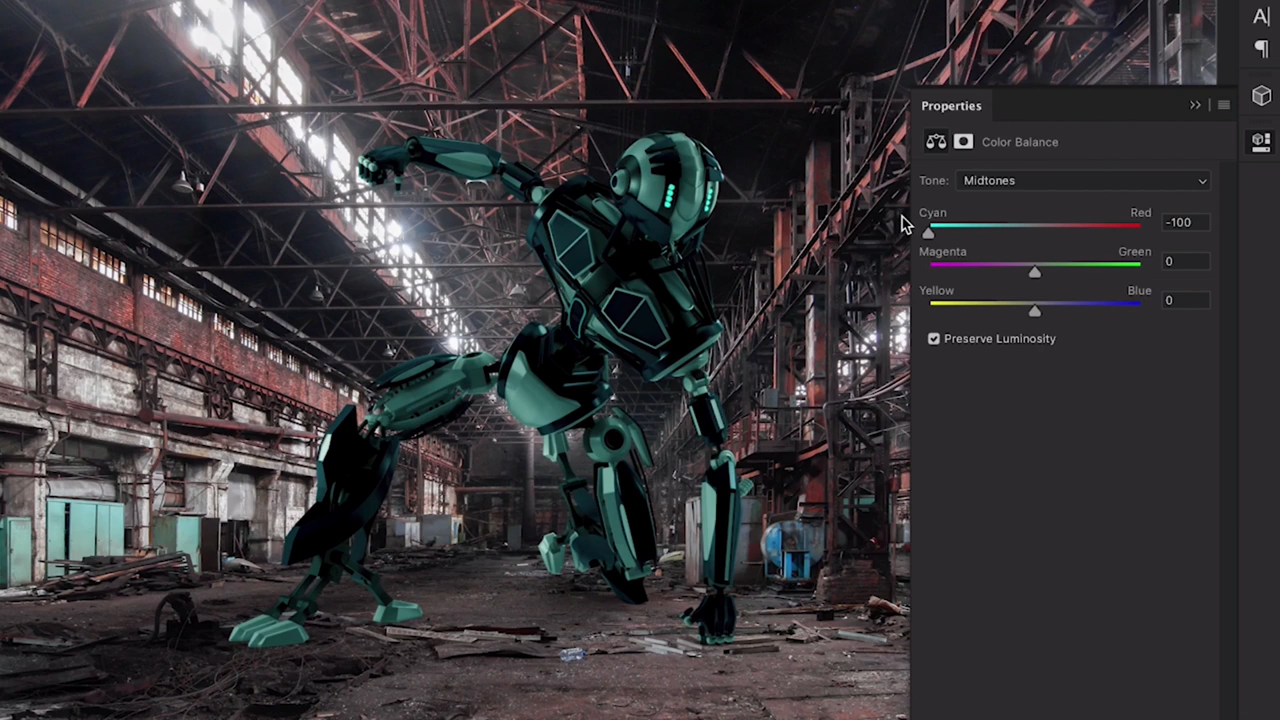 A|
Properties
Color Balance
Tone: Midtones
Cyan Red -100
Magenta Green 0
Yellow Blue 0
Preserve Luminosity